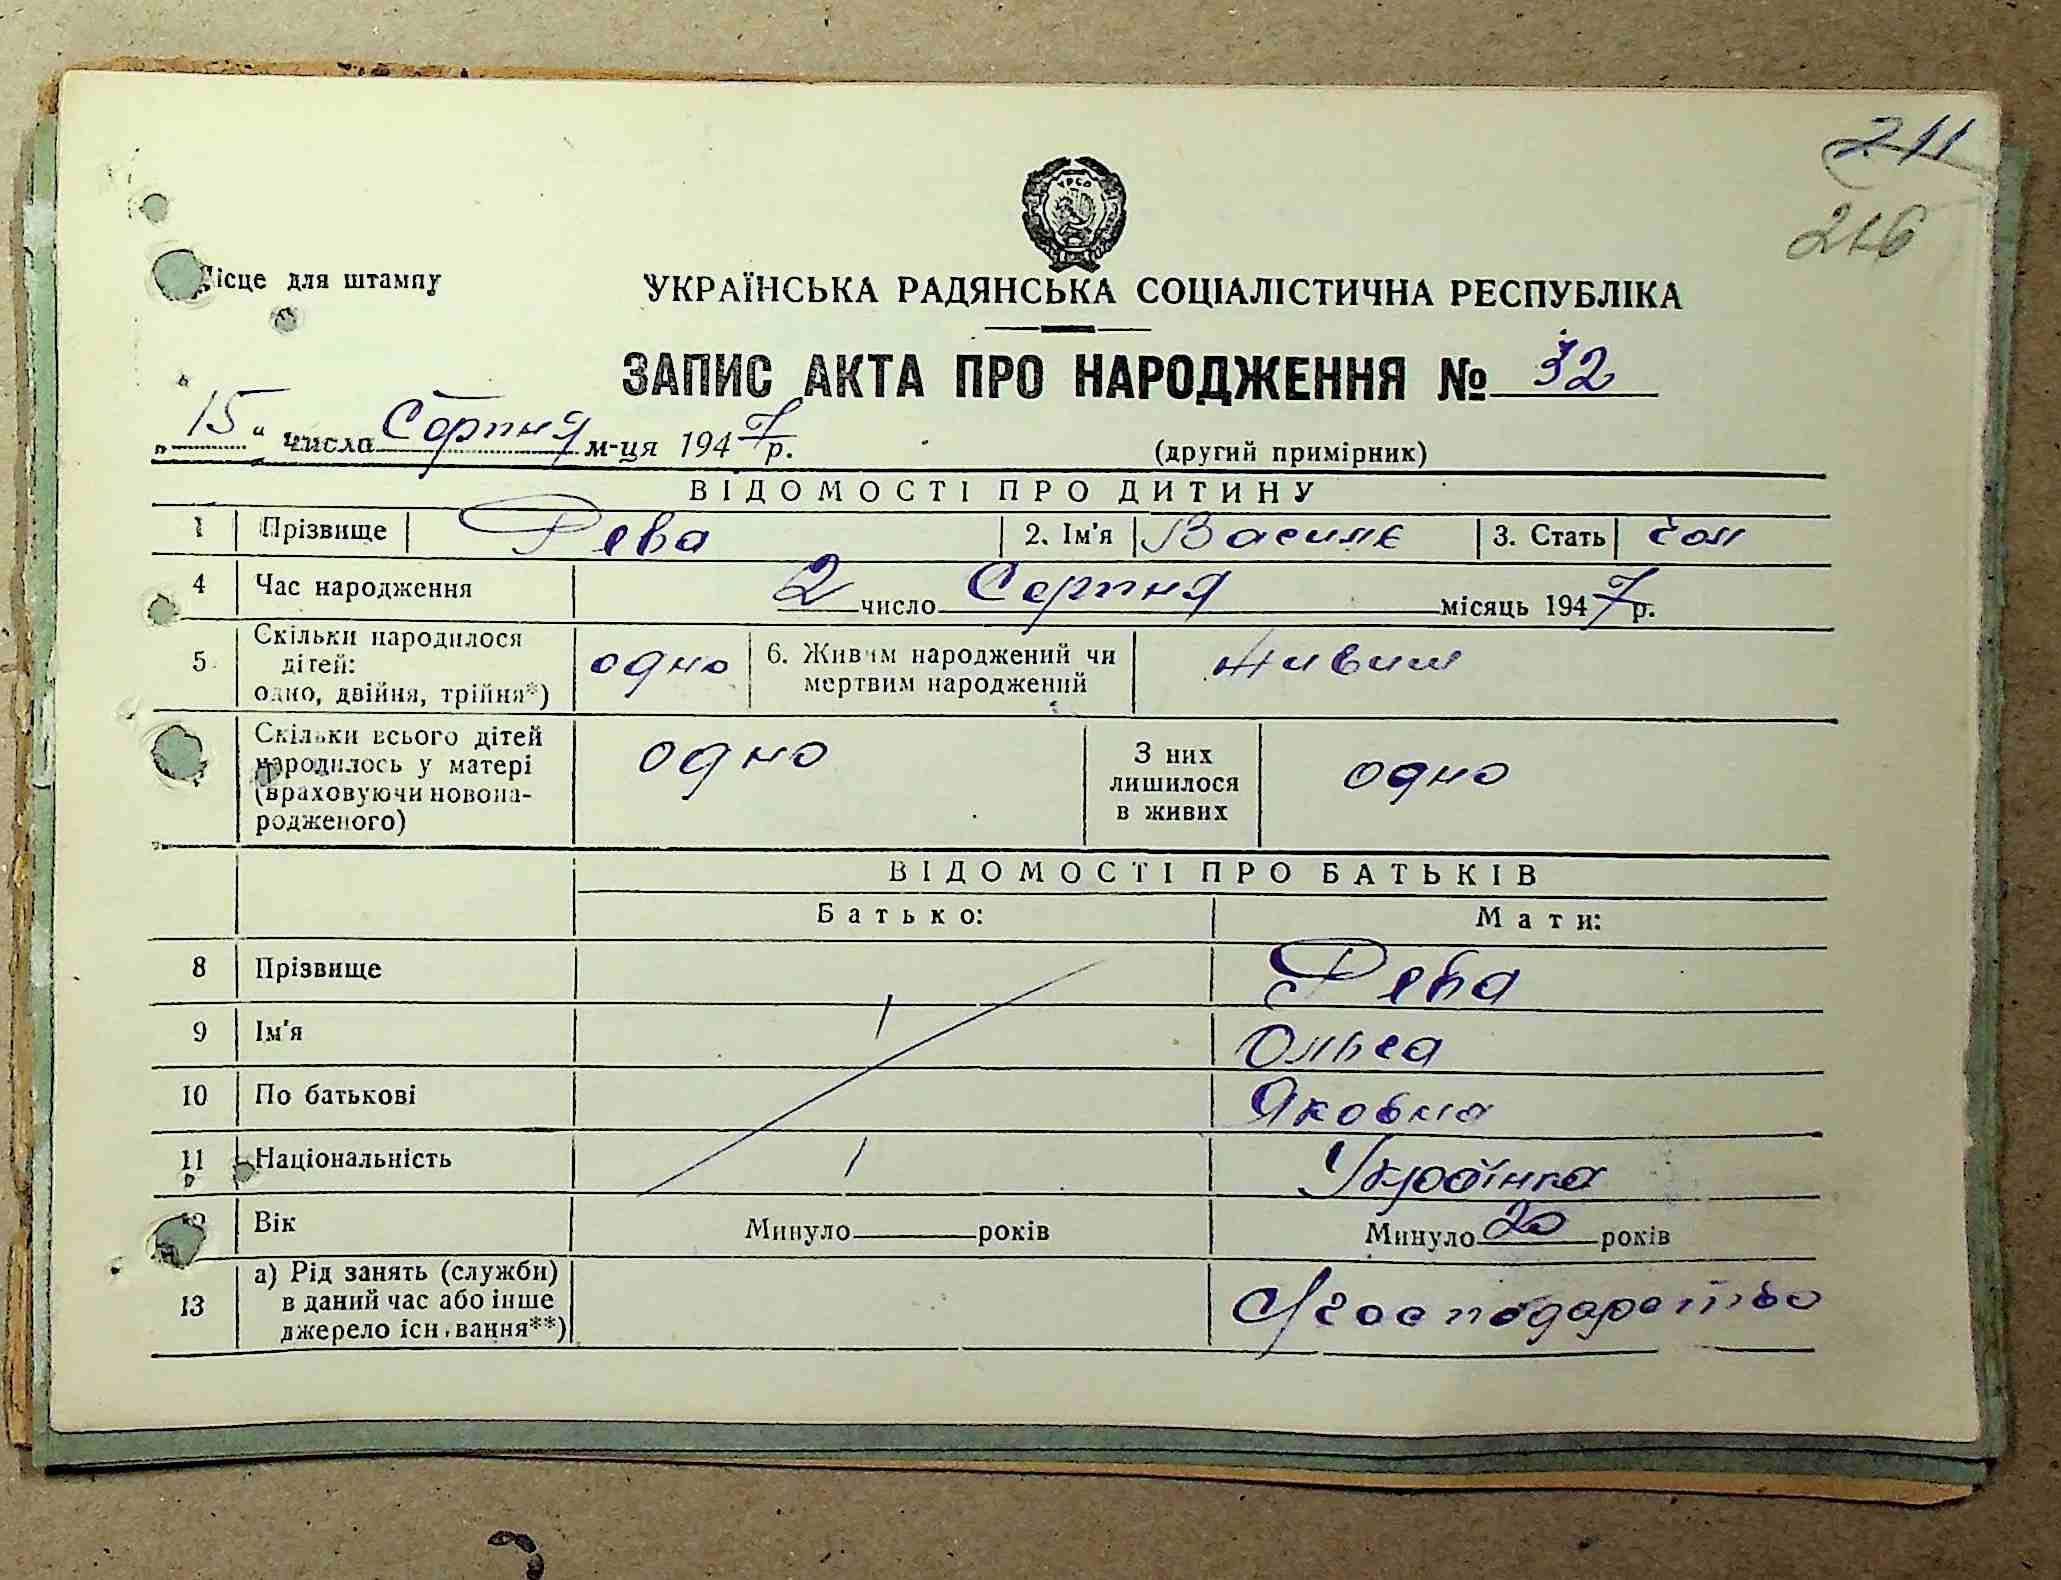 211
216
УРСР
Місце для штампу
УКРАЇНСЬКА РАДЯНСЬКА СОЦІАЛІСТИЧНА РЕСПУБЛІКА
ЗАПИС АКТА ПРО НАРОДЖЕННЯ № 32
„15“ числа Серпня м-ця 1947 р.
(другий примірник)
ВІДОМОСТІ ПРО ДИТИНУ
1 Прізвище Рева 2. Ім'я Василь 3. Стать чол
4 Час народження 2 число Серпня місяць 1947 р.
5 Скільки народилося дітей: одно, двійня, трійня*) одно 6. Живим народжений чи мертвим народжений живим
Скільки всього дітей народилось у матері (враховуючи новонародженого) одно З них лишилося в живих одно
ВІДОМОСТІ ПРО БАТЬКІВ
Батько: Мати:
8 Прізвище Рева
9 Ім'я Ольга
10 По батькові Яковна
11 Національність Українка
12 Вік Минуло років Минуло 20 років
13 а) Рід занять (служби) в даний час або інше джерело існування**) С/господарство